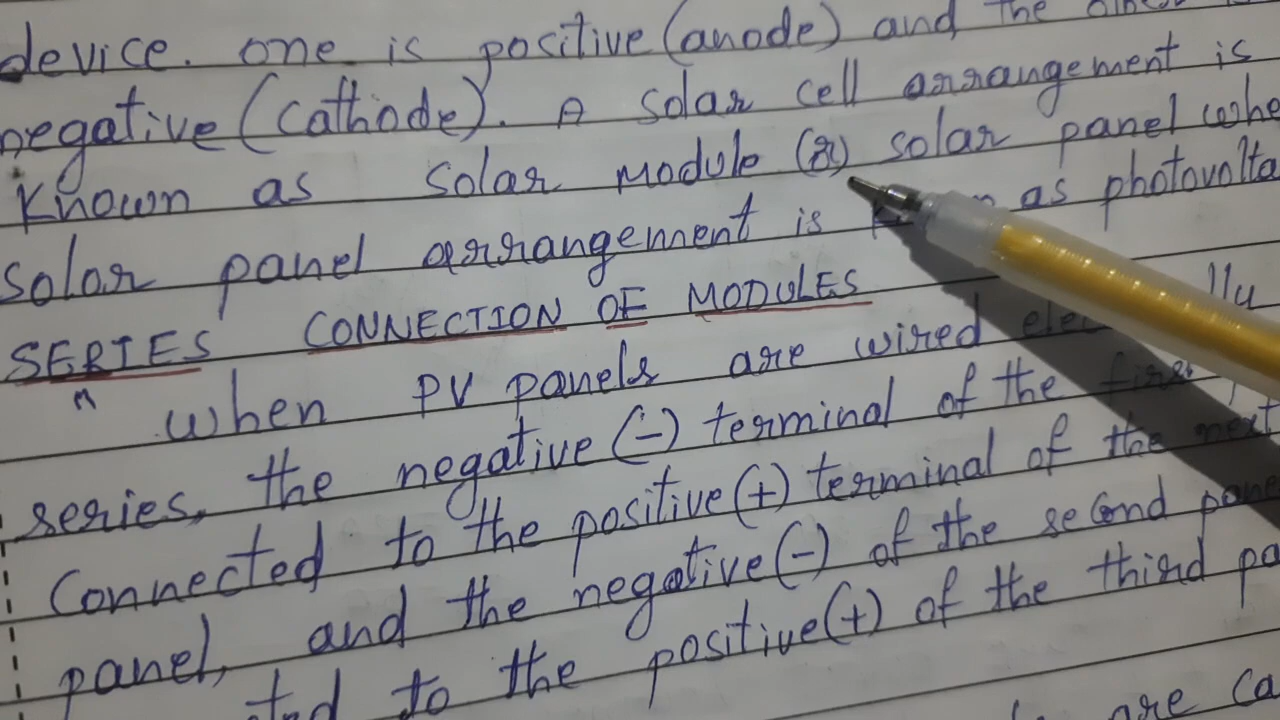 device. one is positive (anode) and the
negative (cathode). A solar cell arrangement is
Known as solar module (or) solar panel
solar panel arrangement is as
SERIES CONNECTION OF MODULES
when PV panels are wired
series, the negative (-) terminal of the
connected to the positive (+) terminal of the next
panel, and the negative (-) of the second
to the positive (+) of the third
are